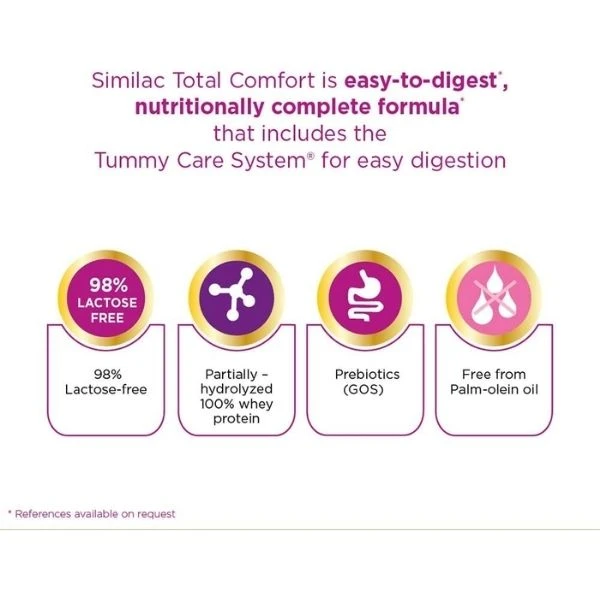 Similac Total Comfort is easy-to-digest*,
nutritionally complete formula*
that includes the
Tummy Care System® for easy digestion
98%
LACTOSE
FREE
98%
Lactose-free
Partially –
hydrolyzed
100% whey
protein
Prebiotics
(GOS)
Free from
Palm-olein oil
* References available on request